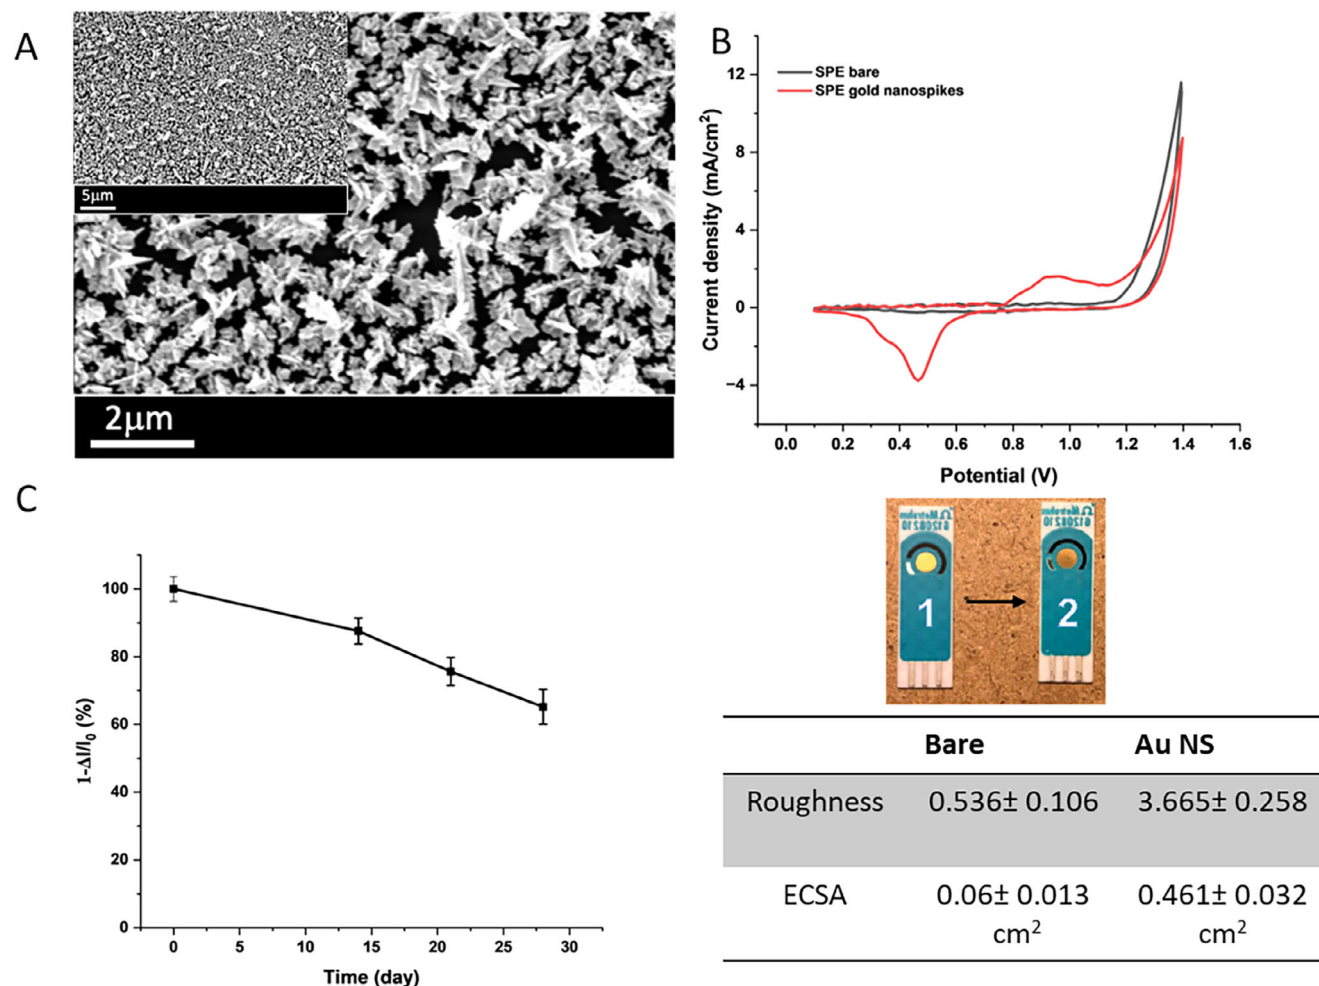 A
5μm
2μm
B
SPE bare
SPE gold nanospikes
Current density (mA/cm²)
12
8
4
0
−4
0.0 0.2 0.4 0.6 0.8 1.0 1.2 1.4 1.6
Potential (V)
C
1-ΔI/I₀ (%)
100
80
60
40
20
0
0 5 10 15 20 25 30
Time (day)
Metrohm
61208210
1
Metrohm
61208210
2
Bare Au NS
Roughness 0.536± 0.106 3.665± 0.258
ECSA 0.06± 0.013 0.461± 0.032
cm² cm²